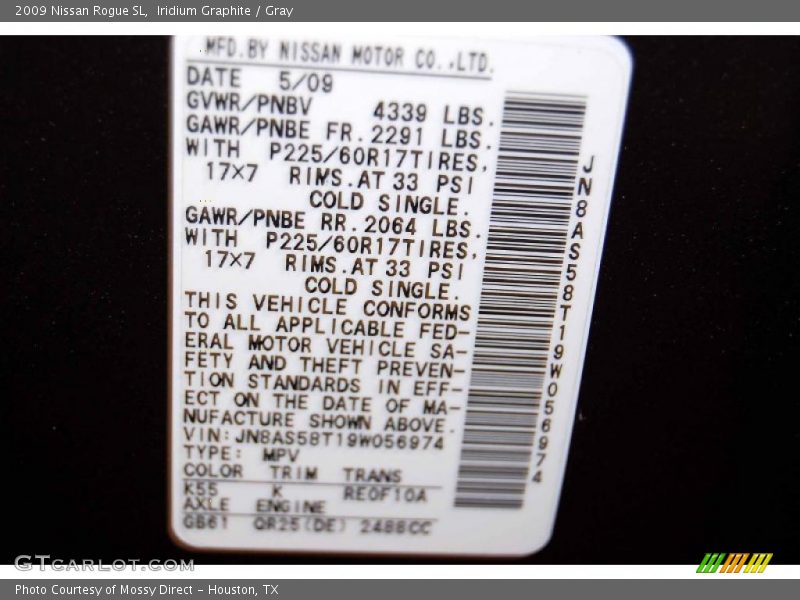 2009 Nissan Rogue SL,  Iridium Graphite / Gray
MFD.BY NISSAN MOTOR CO.,LTD.
DATE 5/09
GVWR/PNBV 4339 LBS.
GAWR/PNBE FR.2291 LBS.
WITH P225/60R17TIRES,
17×7 RIMS.AT 33 PSI
COLD SINGLE.
GAWR/PNBE RR.2064 LBS.
WITH P225/60R17TIRES,
17×7 RIMS.AT 33 PSI
COLD SINGLE.
THIS VEHICLE CONFORMS
TO ALL APPLICABLE FED-
ERAL MOTOR VEHICLE SA-
FETY AND THEFT PREVEN-
TION STANDARDS IN EFF-
ECT ON THE DATE OF MA-
NUFACTURE SHOWN ABOVE.
VIN:JN8AS58T19W056974
TYPE: MPV
COLOR TRIM TRANS
K55 K RE0F10A
AXLE ENGINE
GB61 QR25(DE) 2488CC
JN8AS58T19W056974
GTCARLOT.COM
Photo Courtesy of Mossy Direct - Houston, TX